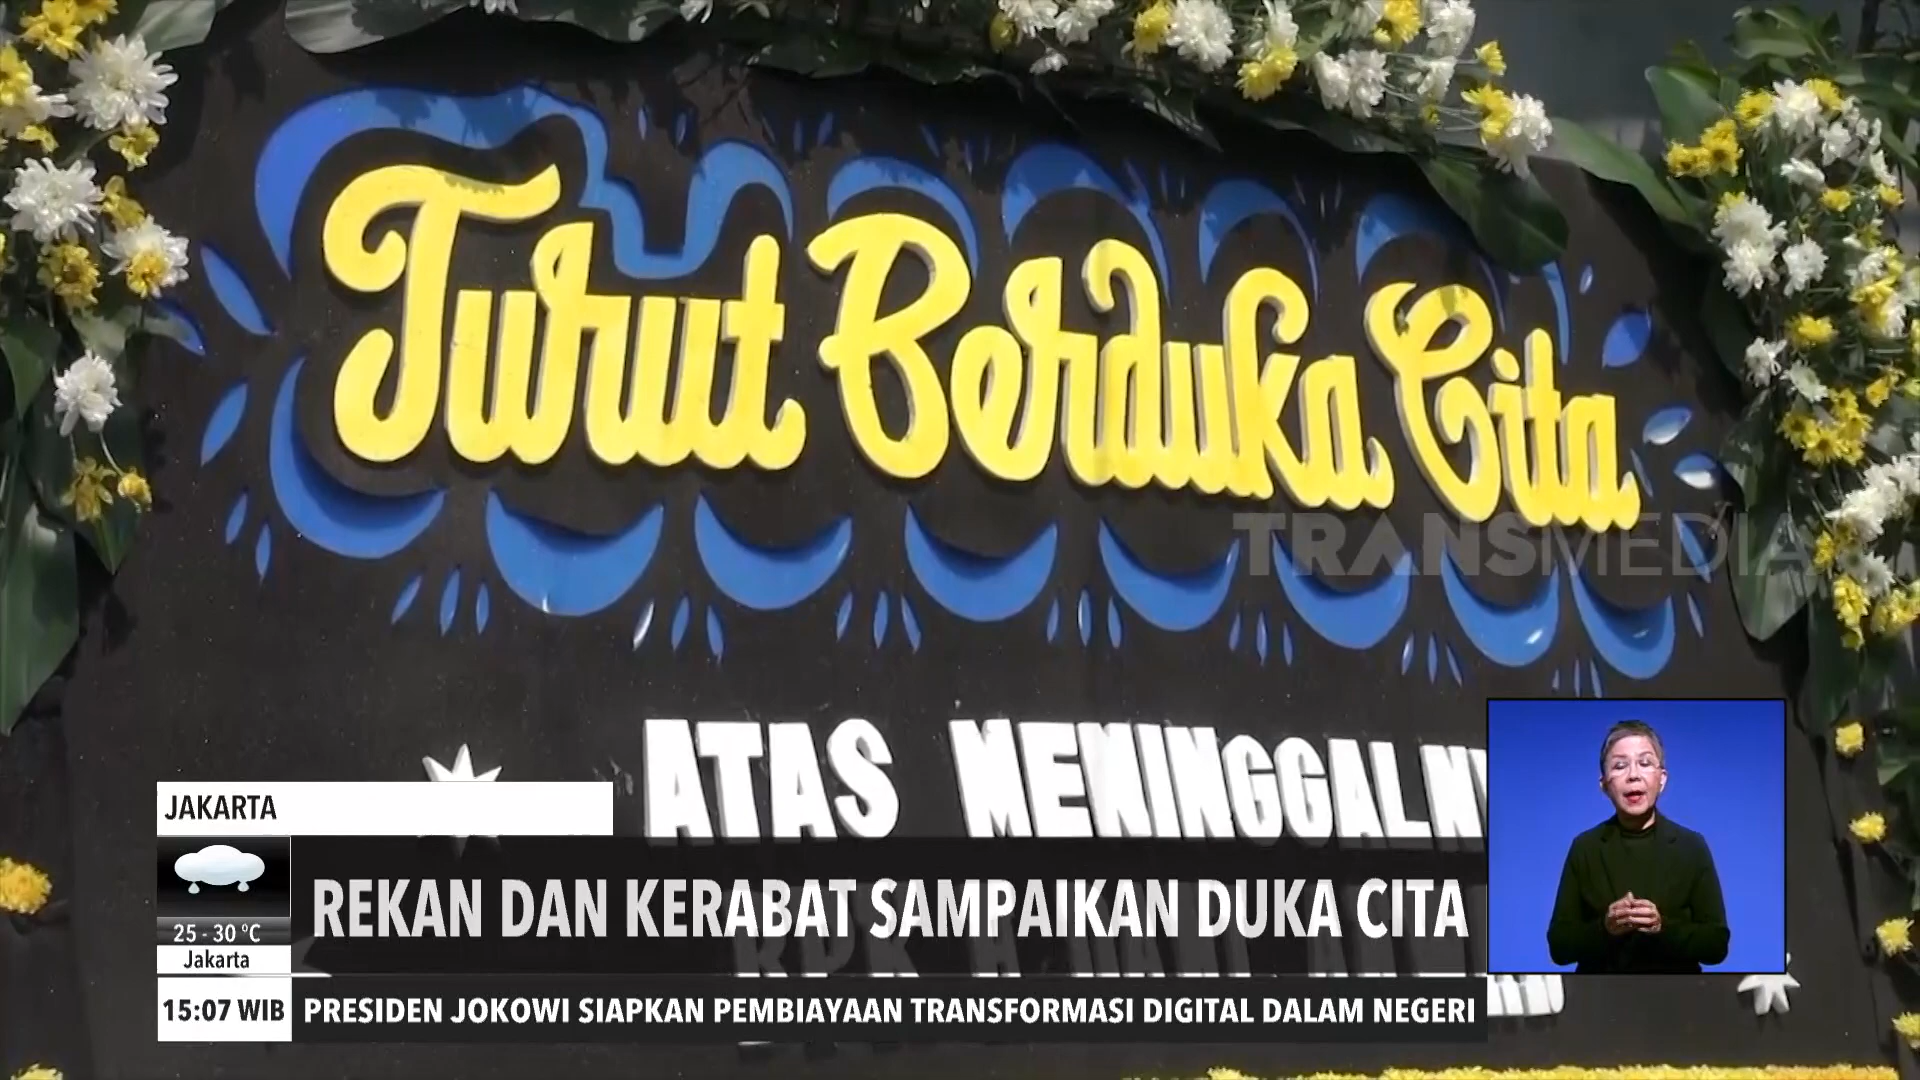 Turut Berduka Cita
TRANSMEDIA
ATAS MENINGGALNY
JAKARTA
REKAN DAN KERABAT SAMPAIKAN DUKA CITA
25 - 30 °C
Jakarta
15:07 WIB
PRESIDEN JOKOWI SIAPKAN PEMBIAYAAN TRANSFORMASI DIGITAL DALAM NEGERI